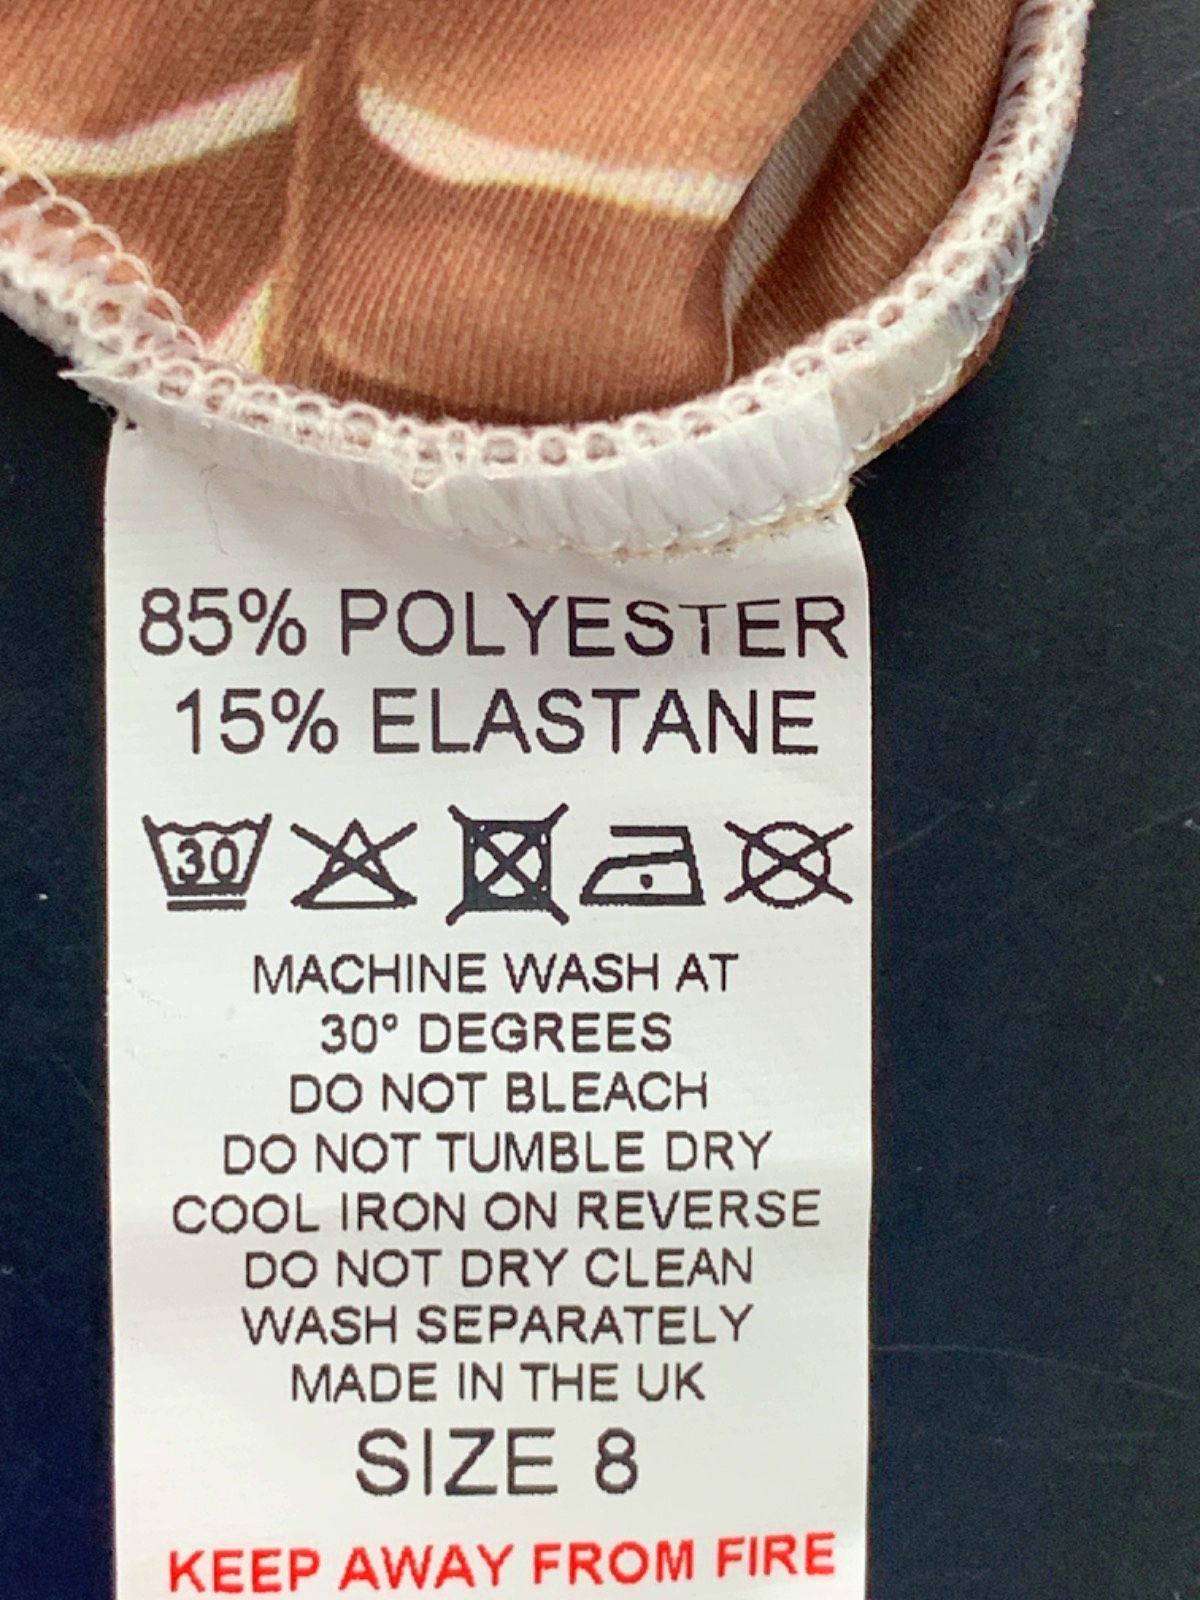 85% POLYESTER
15% ELASTANE
30
MACHINE WASH AT
30° DEGREES
DO NOT BLEACH
DO NOT TUMBLE DRY
COOL IRON ON REVERSE
DO NOT DRY CLEAN
WASH SEPARATELY
MADE IN THE UK
SIZE 8
KEEP AWAY FROM FIRE